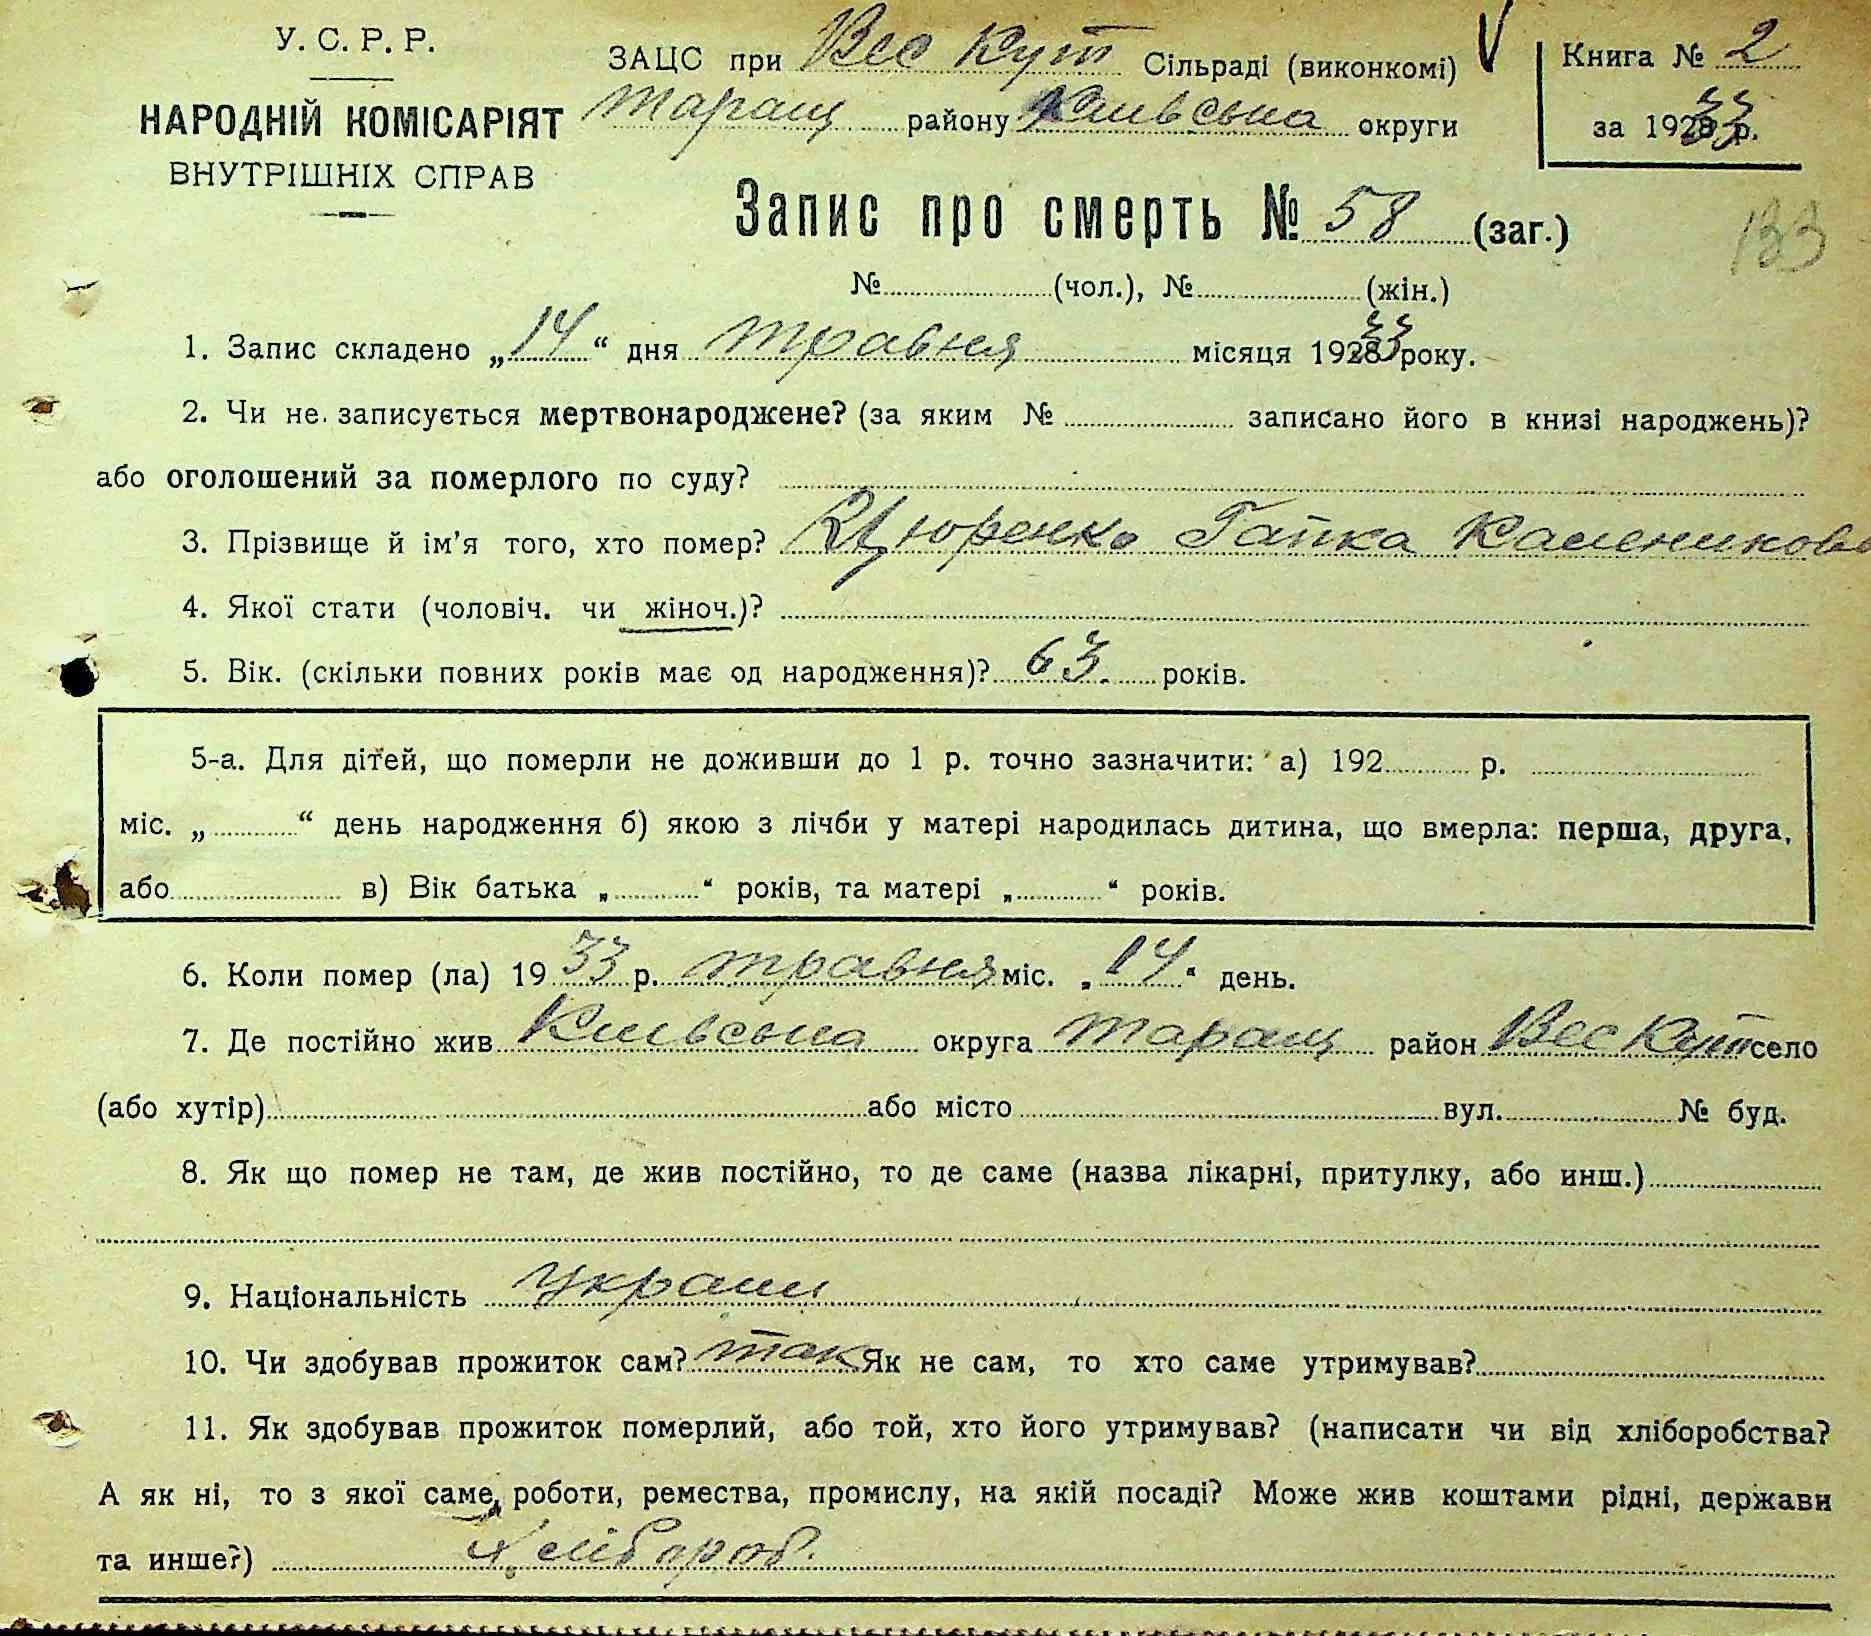 У. С. Р. Р.
НАРОДНІЙ КОМІСАРІЯТ
ВНУТРІШНІХ СПРАВ
ЗАЦС при Вес Кут Сільраді (виконкомі)
Таращ району Київська округи
Книга № 2
за 1933 р.
133
Запис про смерть № 58 (заг.)
№ (чол.), № (жін.)
1. Запис складено „14“ дня травня місяця 1933 року.
2. Чи не записується мертвонароджене? (за яким № записано його в книзі народжень)?
або оголошений за померлого по суду?
3. Прізвище й ім'я того, хто помер? Цюренко Гапка
4. Якої стати (чоловіч. чи жіноч.)?
5. Вік. (скільки повних років має од народження)? 63 років.
5-а. Для дітей, що померли не доживши до 1 р. точно зазначити: а) 192 р.
міс. „ “ день народження б) якою з лічби у матері народилась дитина, що вмерла: перша, друга,
або в) Вік батька „ “ років, та матері „ “ років.
6. Коли помер (ла) 1933 р. травня міс. „14“ день.
7. Де постійно жив Київська округа Таращ район Вес Кут село
(або хутір) або місто вул. № буд.
8. Як що помер не там, де жив постійно, то де саме (назва лікарні, притулку, або инш.)
9. Національність Україн
10. Чи здобував прожиток сам? так Як не сам, то хто саме утримував?
11. Як здобував прожиток померлий, або той, хто його утримував? (написати чи від хліборобства?
А як ні, то з якої саме роботи, ремества, промислу, на якій посаді? Може жив коштами рідні, держави
та инше?) Хлібороб.